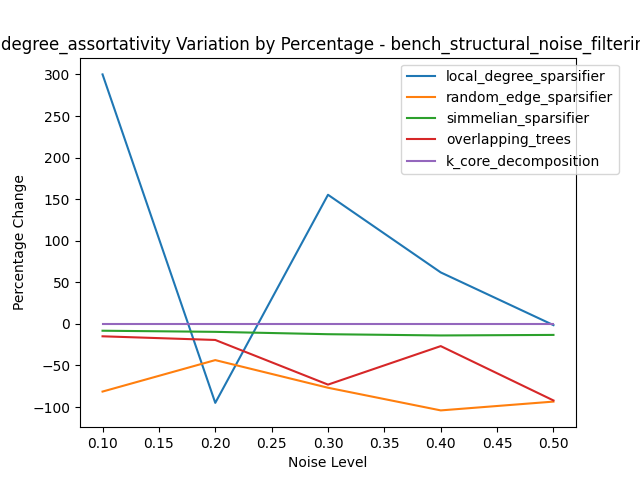 degree_assortativity Variation by Percentage - bench_structural_noise_filterin
local_degree_sparsifier
random_edge_sparsifier
simmelian_sparsifier
overlapping_trees
k_core_decomposition
Percentage Change
300
250
200
150
100
50
0
−50
−100
0.10 0.15 0.20 0.25 0.30 0.35 0.40 0.45 0.50
Noise Level